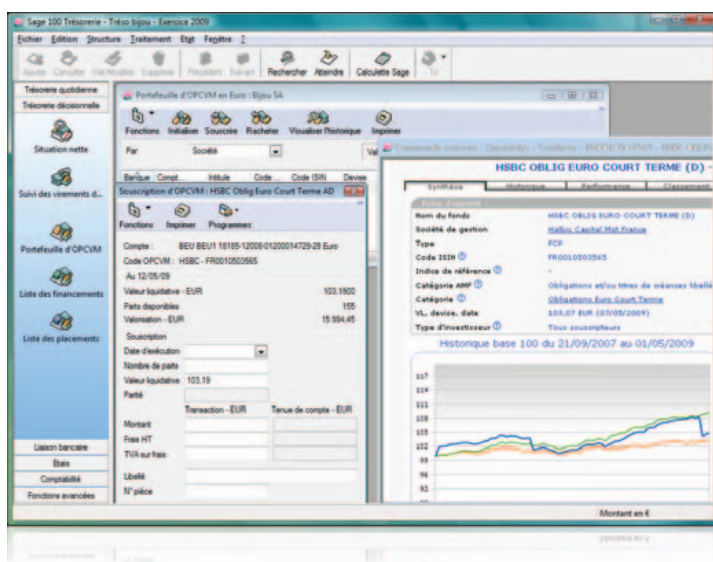 Sage 100 Trésorerie - Tréso bijou - Exercice 2009
Fichier Edition Structure Traitement Etat Fenêtre ?
Ajouter Consulter Voir/Modifier Supprimer Précédent Suivant Rechercher Atteindre Calculette Sage
Trésorerie quotidienne
Trésorerie décisionnelle
Situation nette
Suivi des virements d...
Portefeuille d'OPCVM
Liste des financements
Liste des placements
Liaison bancaire
Etats
Comptabilité
Fonctions avancées
Portefeuille d'OPCVM en Euro : Bijou SA
Fonctions Initialiser Souscrire Racheter Visualiser l'historique Imprimer
Par Société
Banque Compt... Intitulé Code ... Code ISIN Devise
Souscription d'OPCVM : HSBC Oblig Euro Court Terme AD
Fonctions Imprimer Programmes
Compte : BEU BEU1 18185-12008-01200014729-28 Euro
Code OPCVM : HSBC - FR0010503565
Au 12/05/09
Valeur liquidative - EUR 103,1900
Parts disponibles 155
Valorisation - EUR 15 994,45
Souscription
Date d'exécution
Nombre de parts
Valeur liquidative 103,19
Parité
Transaction - EUR Tenue de compte - EUR
Montant
Frais HT
TVA sur frais
Libellé
N° pièce
HSBC OBLIG EURO COURT TERME (D) -
Synthèse Historique Performance Classement
Fiche d'identité
Nom du fonds HSBC OBLIG EURO COURT TERME (D)
Société de gestion Halbis Capital Mgt France
Type FCP
Code ISIN FR0010503565
Indice de référence -
Catégorie AMF Obligations et/ou titres de créances libellé
Catégorie Obligations Euro Court Terme
VL, devise, date 103,07 EUR (07/05/2009)
Type d'investisseur Tous souscripteurs
Historique base 100 du 21/09/2007 au 01/05/2009
117
114
111
108
105
102
99
96
Montant en €